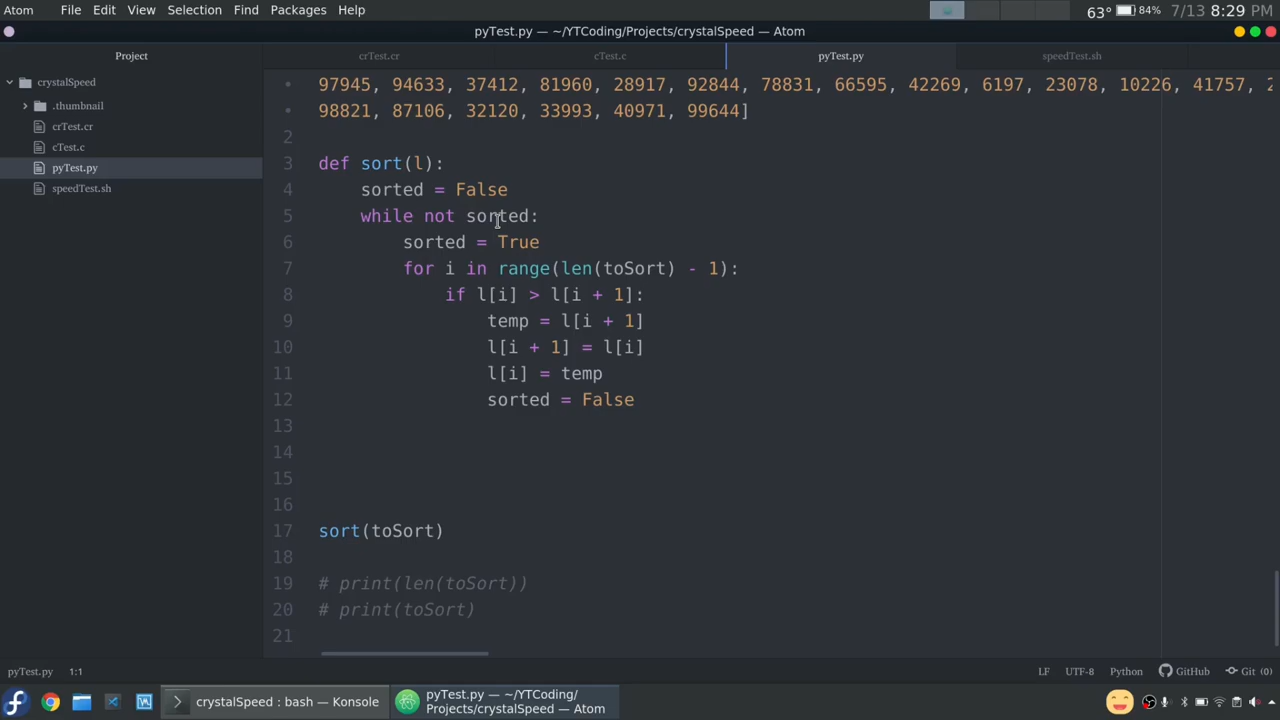 Atom File Edit View Selection Find Packages Help 63° 84% 7/13 8:29 PM
pyTest.py — ~/YTCoding/Projects/crystalSpeed — Atom
Project crTest.cr cTest.c pyTest.py speedTest.sh
crystalSpeed
.thumbnail
crTest.cr
cTest.c
pyTest.py
speedTest.sh
97945, 94633, 37412, 81960, 28917, 92844, 78831, 66595, 42269, 6197, 23078, 10226, 41757,
98821, 87106, 32120, 33993, 40971, 99644]
2
3 def sort(l):
4 sorted = False
5 while not sorted:
6 sorted = True
7 for i in range(len(toSort) - 1):
8 if l[i] > l[i + 1]:
9 temp = l[i + 1]
10 l[i + 1] = l[i]
11 l[i] = temp
12 sorted = False
13
14
15
16
17 sort(toSort)
18
19 # print(len(toSort))
20 # print(toSort)
21
pyTest.py 1:1 LF UTF-8 Python GitHub Git (0)
crystalSpeed : bash — Konsole
pyTest.py — ~/YTCoding/
Projects/crystalSpeed — Atom